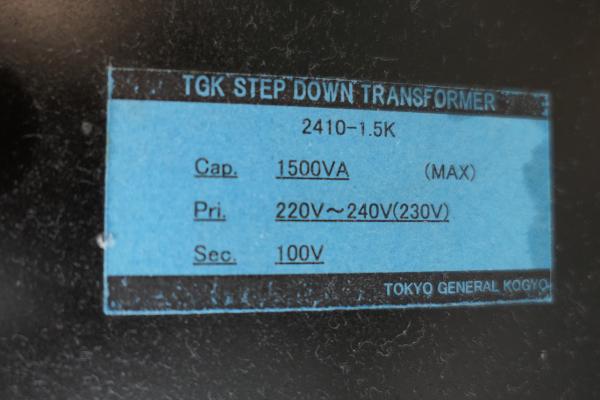 TGK STEP DOWN TRANSFORMER
2410-1.5K
Cap. 1500VA (MAX)
Pri. 220V～240V(230V)
Sec. 100V
TOKYO GENERAL KOGYO